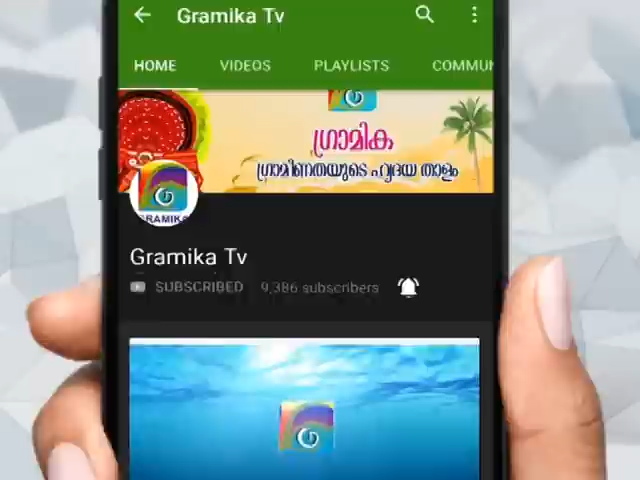 Gramika Tv
HOME VIDEOS PLAYLISTS COMMUN
ഗ്രാമിക
ഗ്രാമീണതയുടെ ഹൃദയ താളം
GRAMIKA
Gramika Tv
SUBSCRIBED 9,386 subscribers